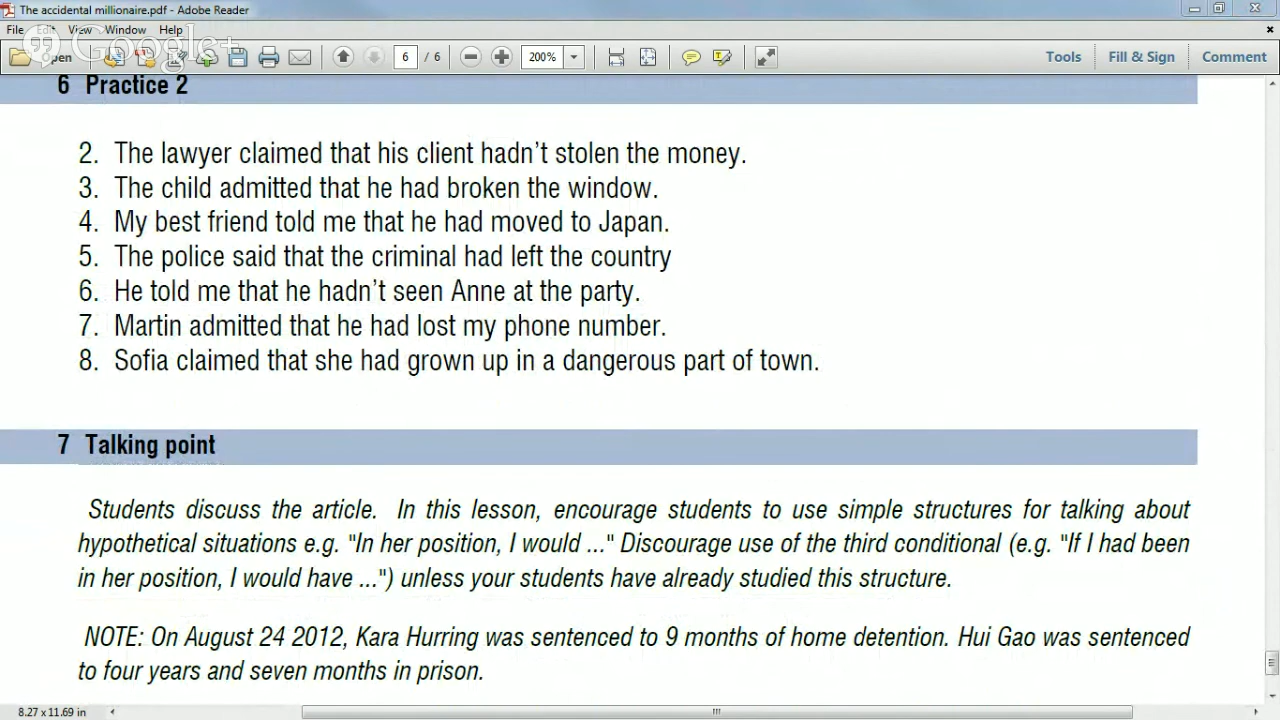 The accidental millionaire.pdf - Adobe Reader
File Edit View Window Help
Google+
Open 6 / 6 200% Tools Fill & Sign Comment
6 Practice 2
2. The lawyer claimed that his client hadn't stolen the money.
3. The child admitted that he had broken the window.
4. My best friend told me that he had moved to Japan.
5. The police said that the criminal had left the country
6. He told me that he hadn't seen Anne at the party.
7. Martin admitted that he had lost my phone number.
8. Sofia claimed that she had grown up in a dangerous part of town.
7 Talking point
Students discuss the article. In this lesson, encourage students to use simple structures for talking about
hypothetical situations e.g. "In her position, I would ..." Discourage use of the third conditional (e.g. "If I had been
in her position, I would have ...") unless your students have already studied this structure.
NOTE: On August 24 2012, Kara Hurring was sentenced to 9 months of home detention. Hui Gao was sentenced
to four years and seven months in prison.
8.27 x 11.69 in